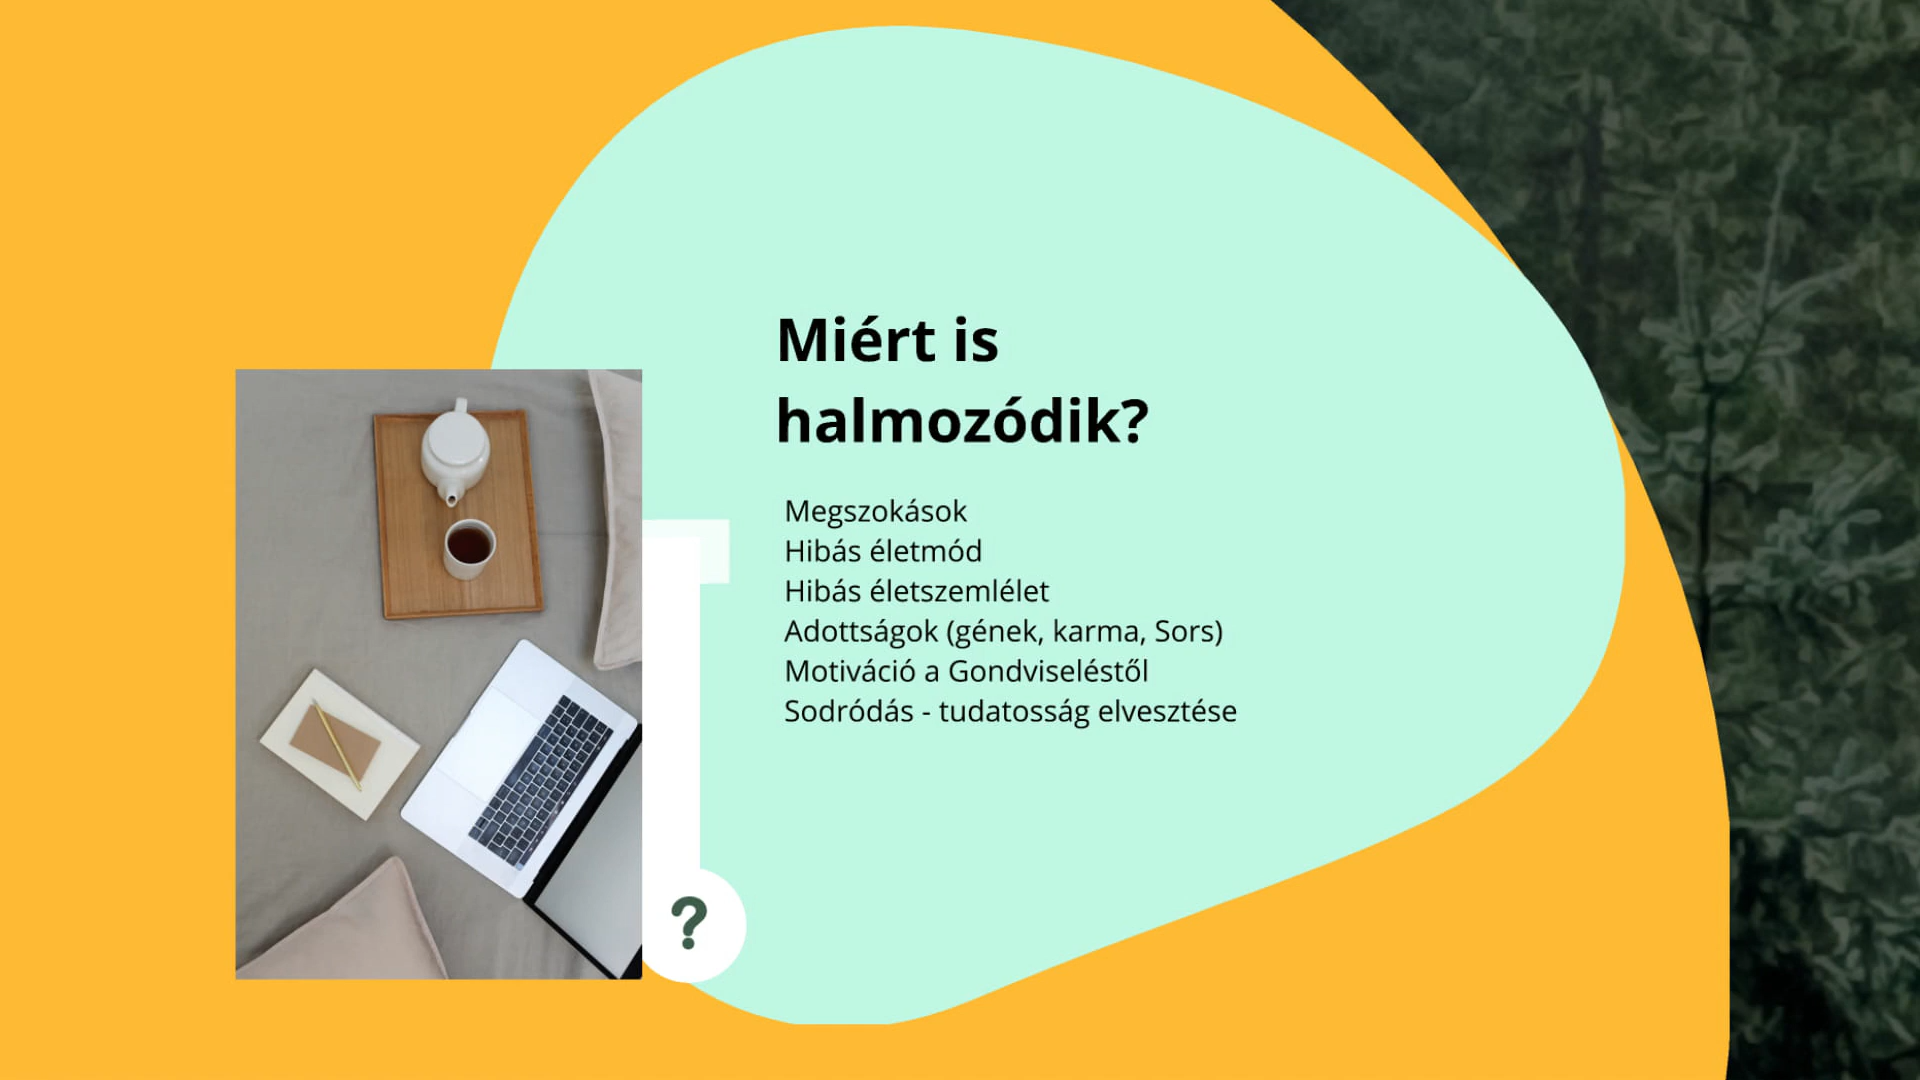 Miért is
halmozódik?
Megszokások
Hibás életmód
Hibás életszemlélet
Adottságok (gének, karma, Sors)
Motiváció a Gondviseléstől
Sodródás - tudatosság elvesztése
?